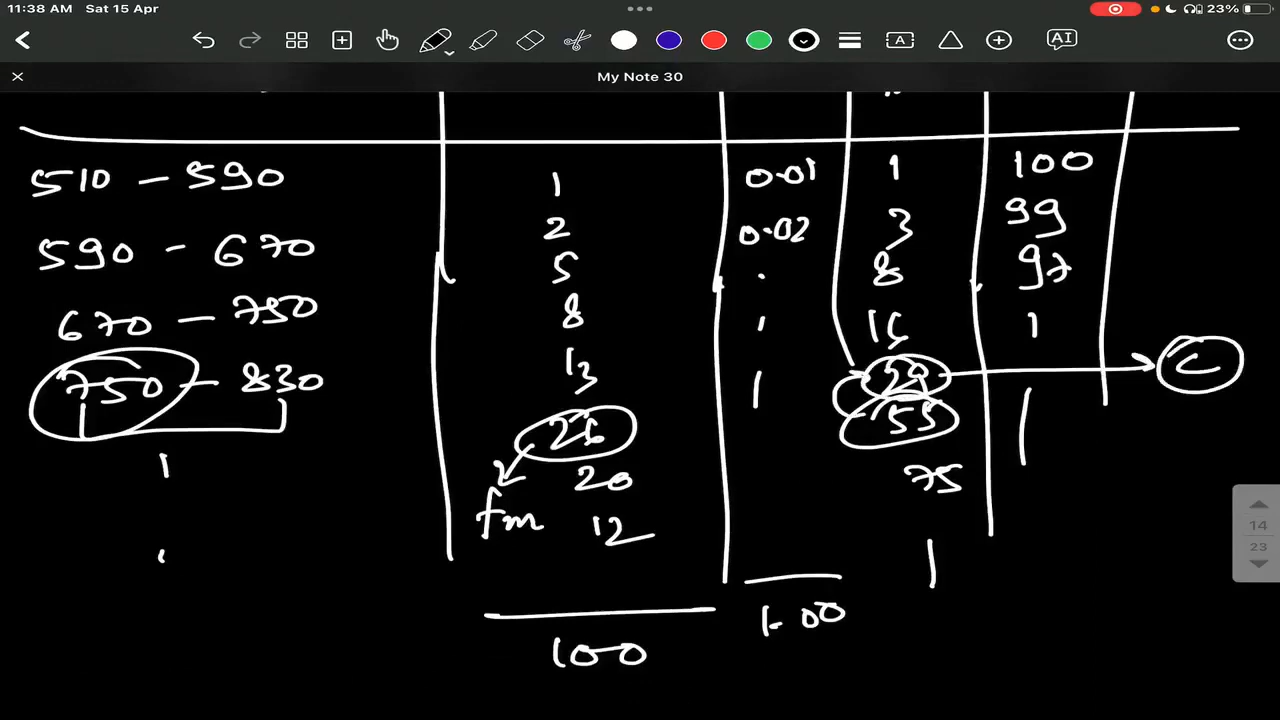 11:38 AM Sat 15 Apr
23%
A
AI
My Note 30
510 - 590 1 0.01 1 100
590 - 670 2 0.02 3 99
670 - 750 5 8 97
750 - 830 8 16
13 29 C
26 55
fm 20 75
12
1.00
100
14
23